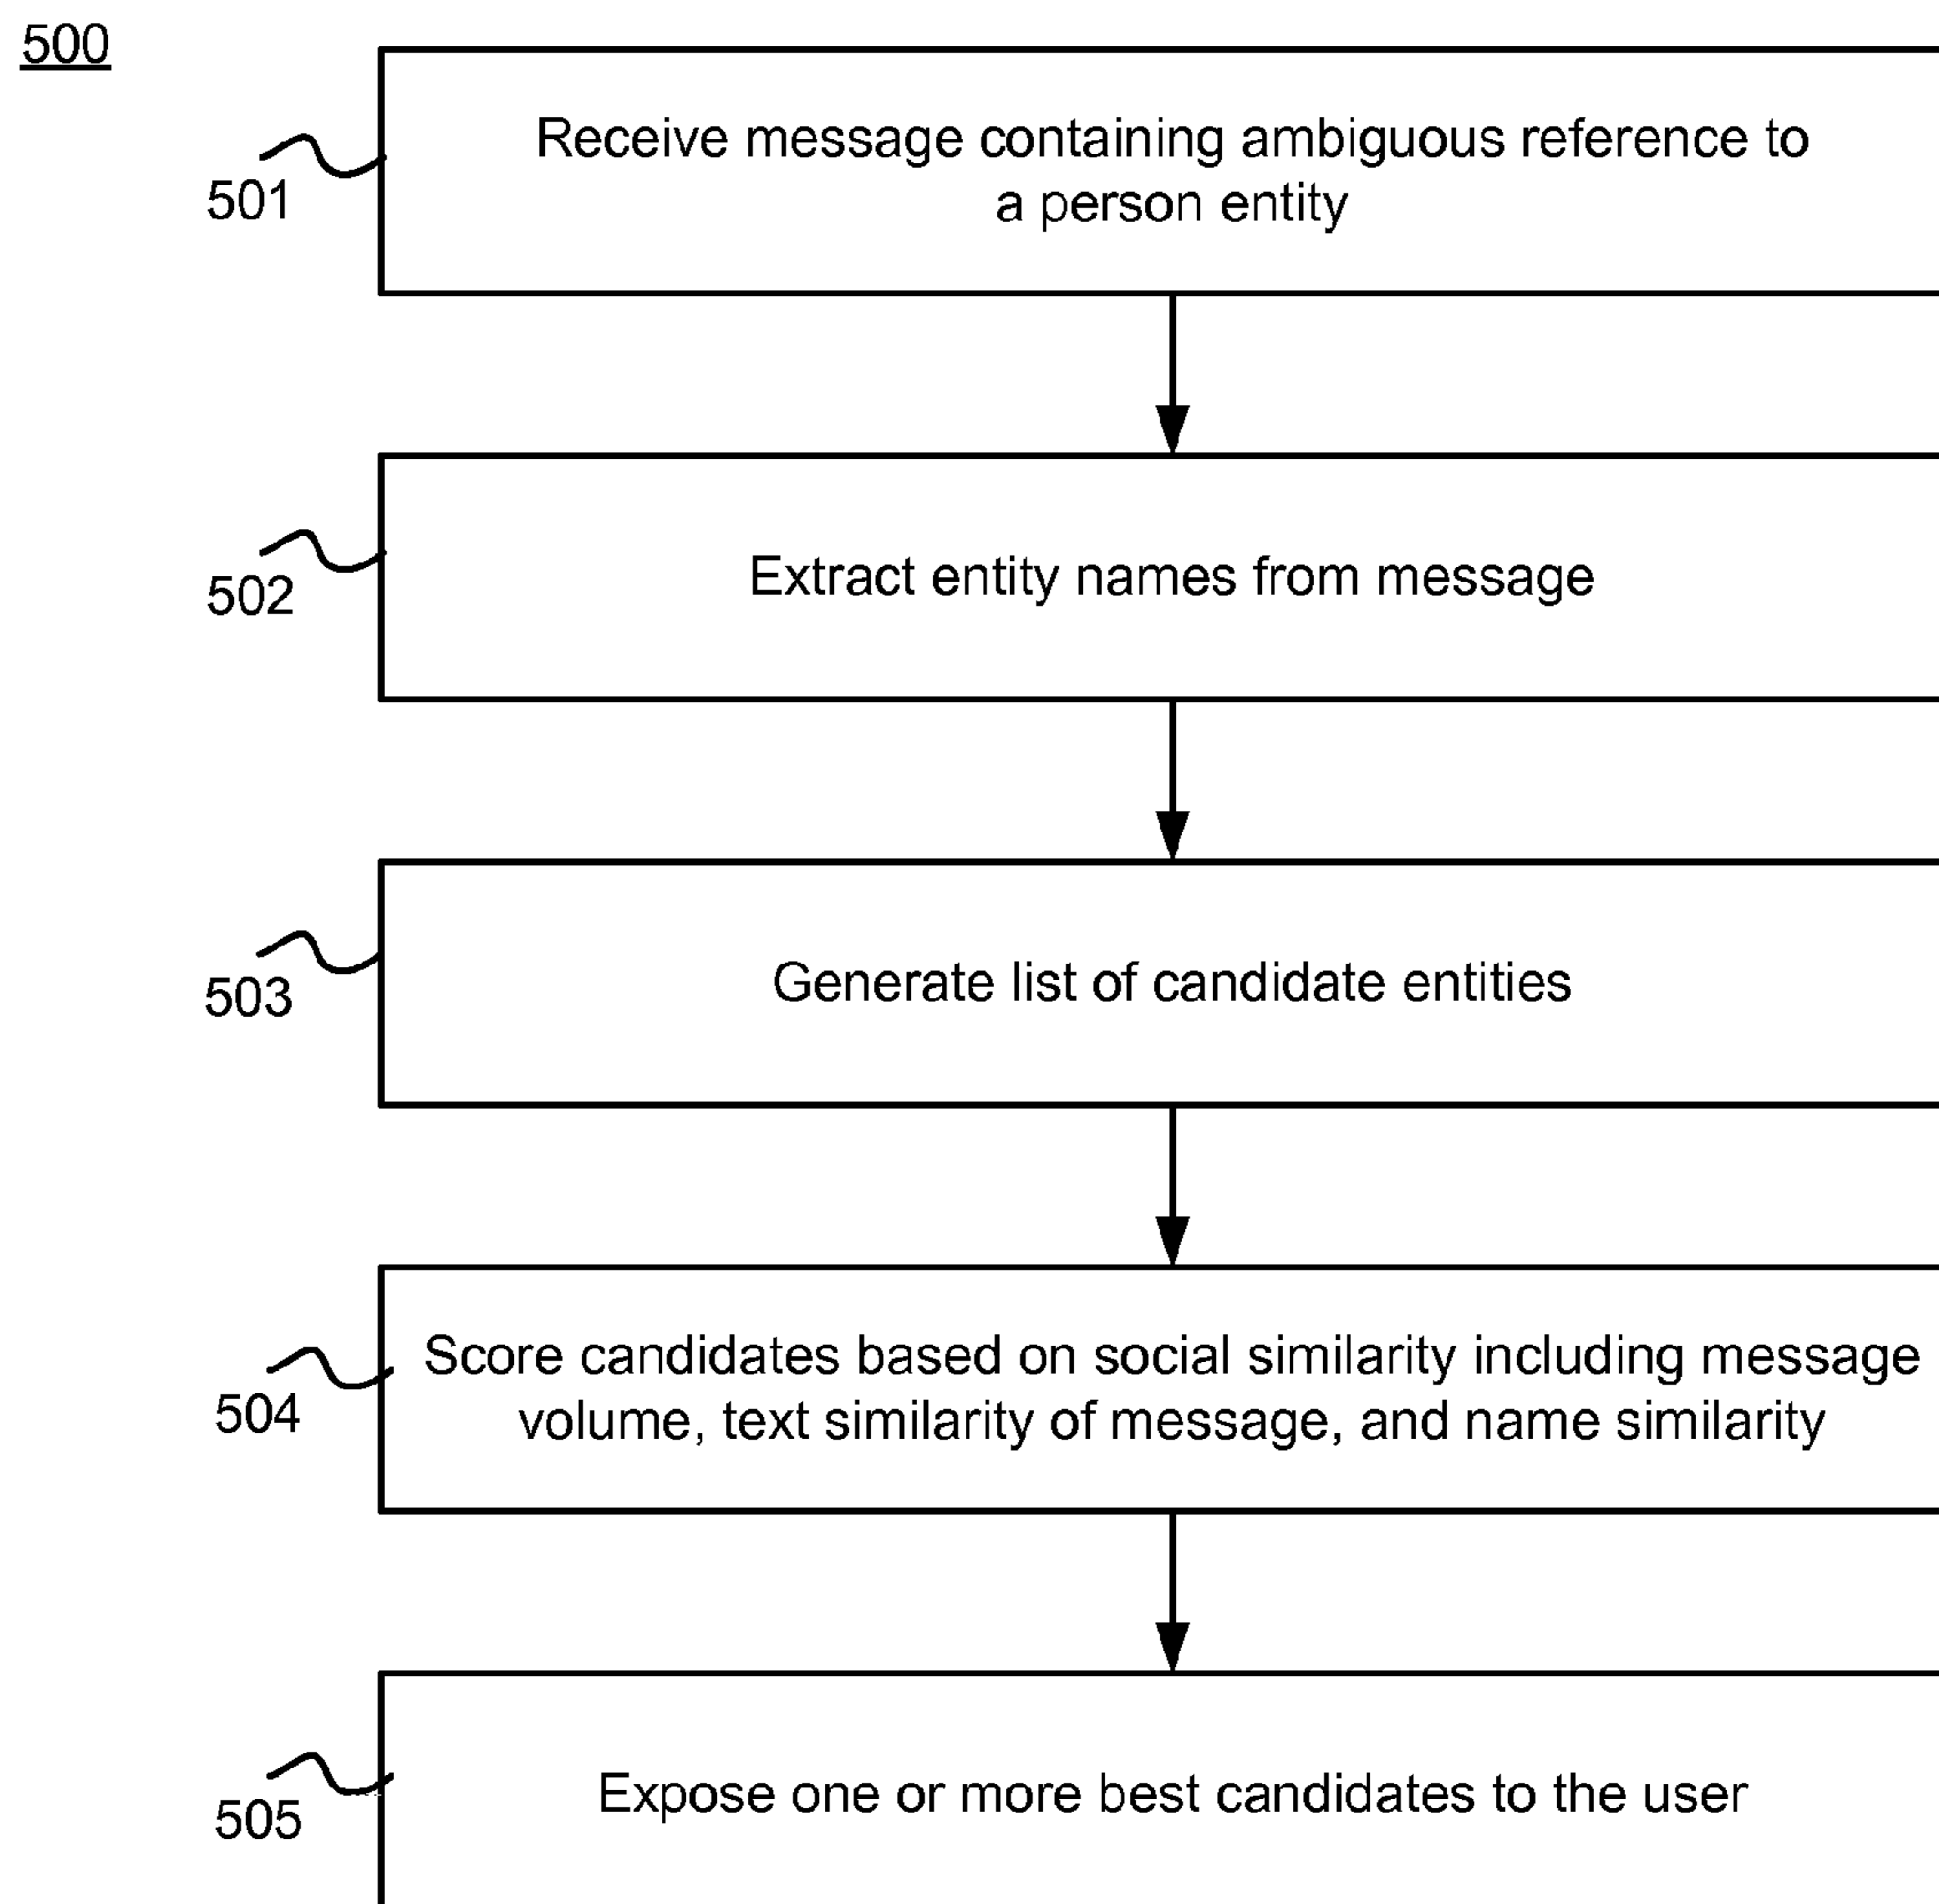 500
Receive message containing ambiguous reference to
a person entity
501
Extract entity names from message
502
Generate list of candidate entities
503
Score candidates based on social similarity including message
volume, text similarity of message, and name similarity
504
Expose one or more best candidates to the user
505